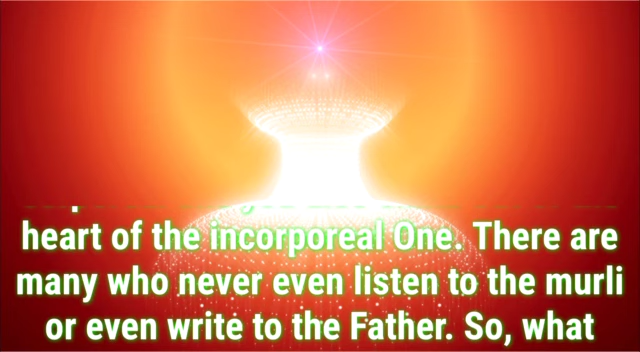 heart of the incorporeal One. There are
many who never even listen to the murli
or even write to the Father. So, what